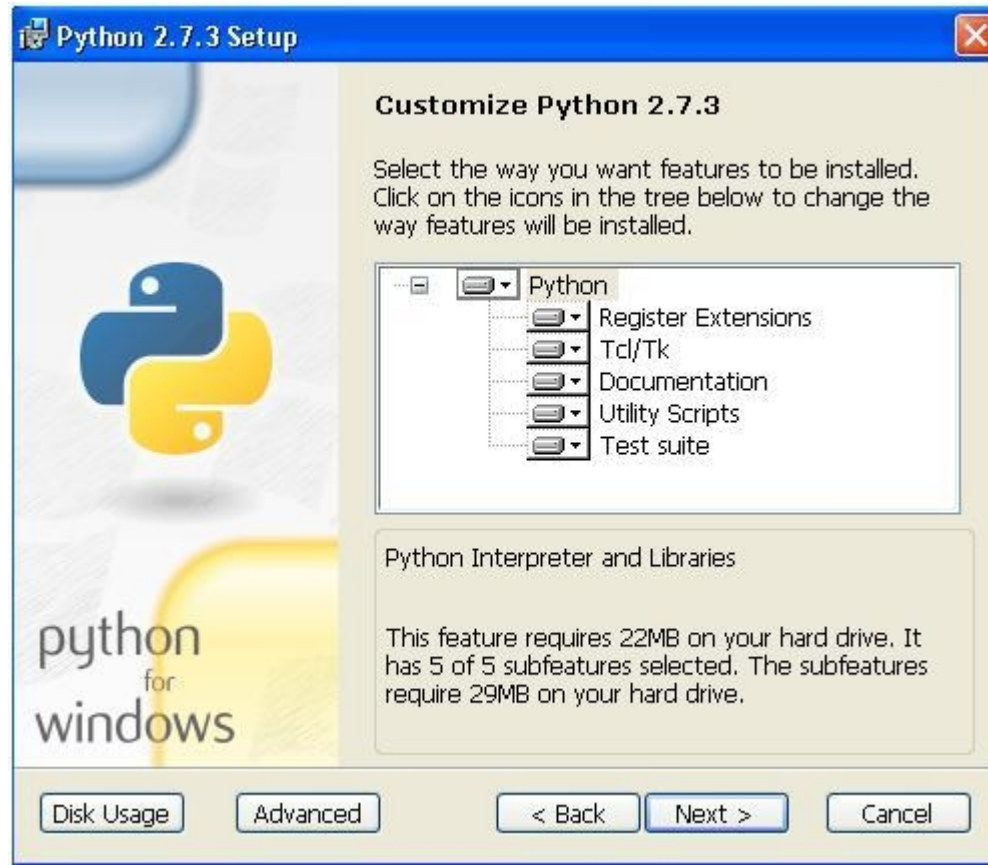 Python 2.7.3 Setup
Customize Python 2.7.3
Select the way you want features to be installed.
Click on the icons in the tree below to change the
way features will be installed.
Python
Register Extensions
Tcl/Tk
Documentation
Utility Scripts
Test suite
Python Interpreter and Libraries
This feature requires 22MB on your hard drive. It
has 5 of 5 subfeatures selected. The subfeatures
require 29MB on your hard drive.
python
for
windows
Disk Usage
Advanced
< Back
Next >
Cancel